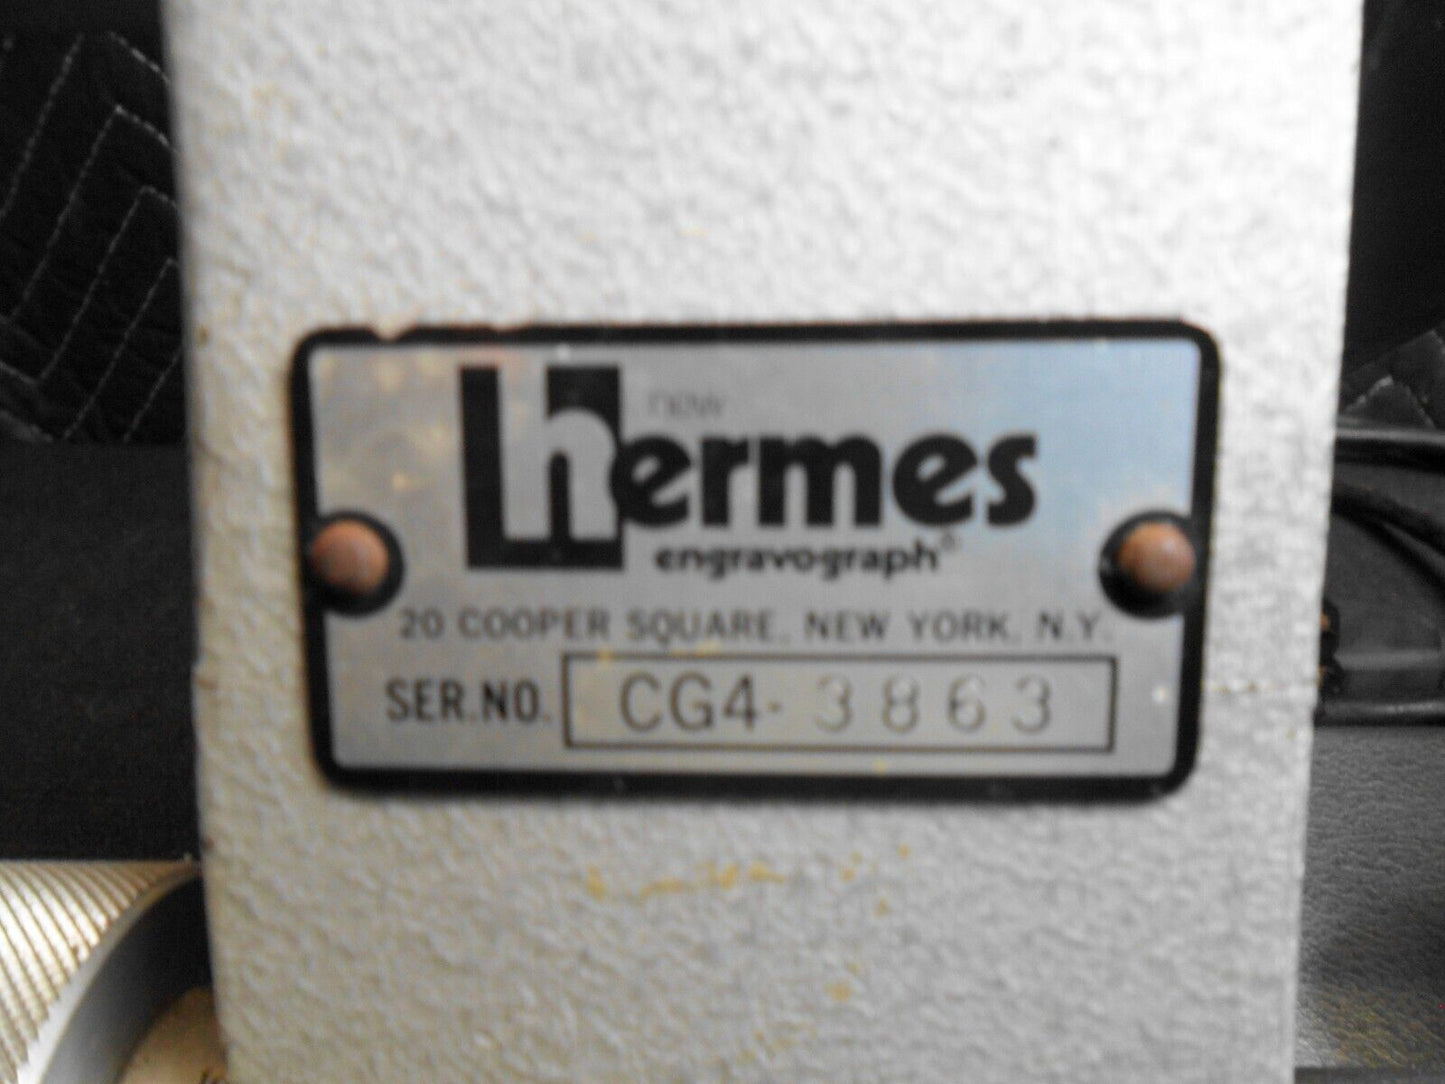 new
hermes
engravograph®
20 COOPER SQUARE, NEW YORK, N.Y.
SER.NO. CG4-3863